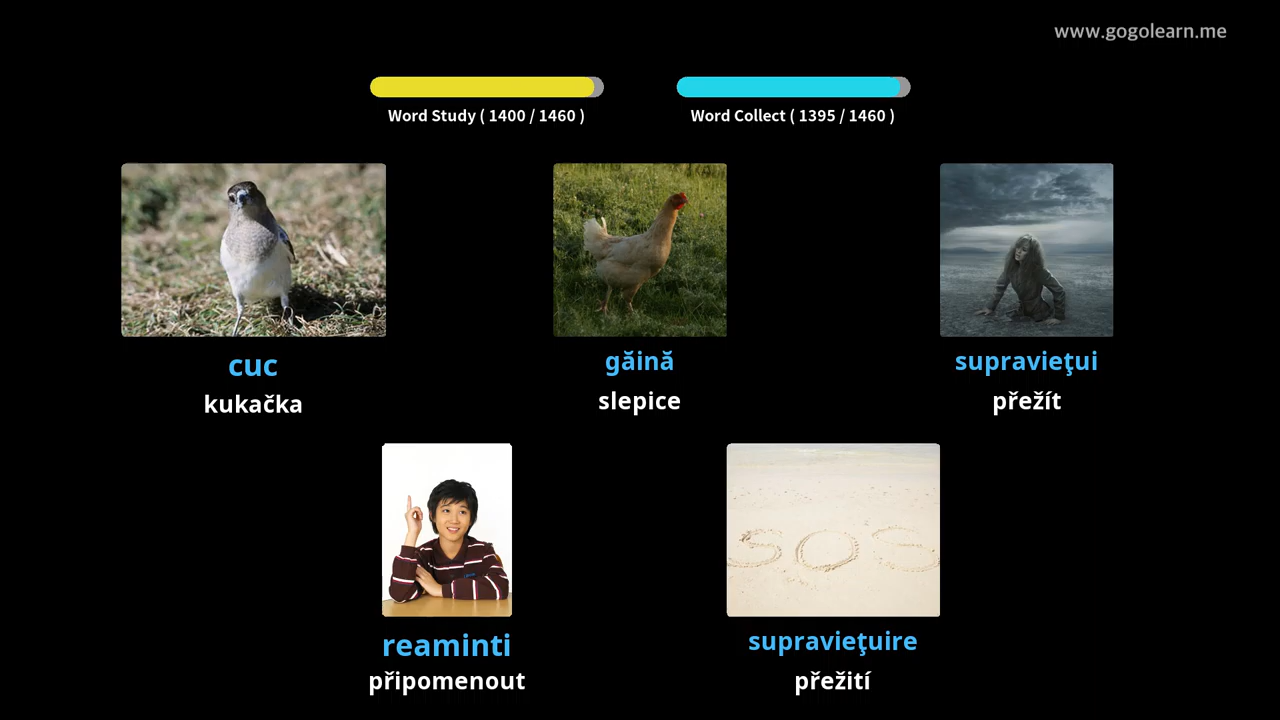 www.gogolearn.me
Word Study ( 1400 / 1460 )
Word Collect ( 1395 / 1460 )
cuc
kukačka
găină
slepice
supravieţui
přežít
reaminti
připomenout
SOS
supravieţuire
přežití